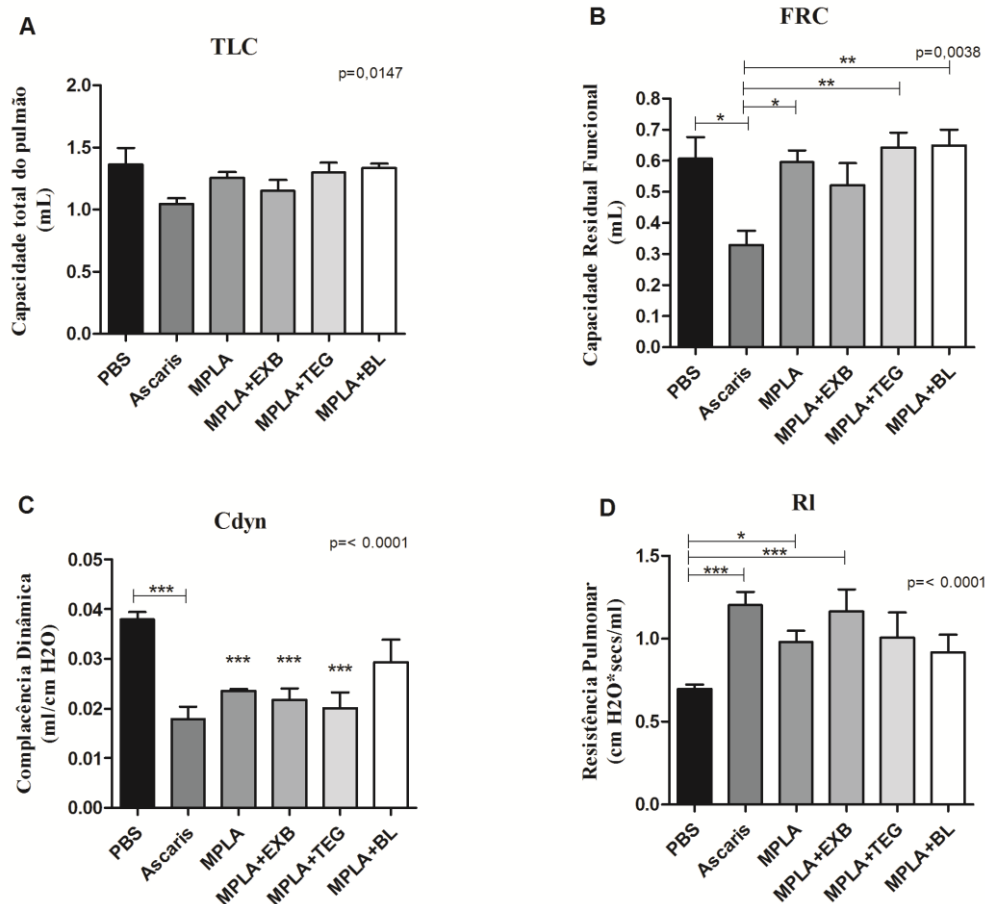 A
TLC
p=0,0147
Capacidade total do pulmão
(mL)
2.0
1.5
1.0
1.5
0.0
PBS
Ascaris
MPLA
MPLA+EXB
MPLA+TEG
MPLA+BL
B
FRC
p=0,0038
**
**
*
*
Capacidade Residual Funcional
(mL)
0.8
0.7
0.6
0.5
0.4
0.3
0.2
0.1
0.0
PBS
Ascaris
MPLA
MPLA+EXB
MPLA+TEG
MPLA+BL
C
Cdyn
p=< 0.0001
Complacência Dinâmica
(ml/cm H2O)
0.05
0.04
0.03
0.02
0.01
0.00
***
***
***
***
PBS
Ascaris
MPLA
MPLA+EXB
MPLA+TEG
MPLA+BL
D
Rl
p=< 0.0001
*
***
***
Resistência Pulmonar
(cm H2O*secs/ml)
1.5
1.0
0.5
0.0
PBS
Ascaris
MPLA
MPLA+EXB
MPLA+TEG
MPLA+BL